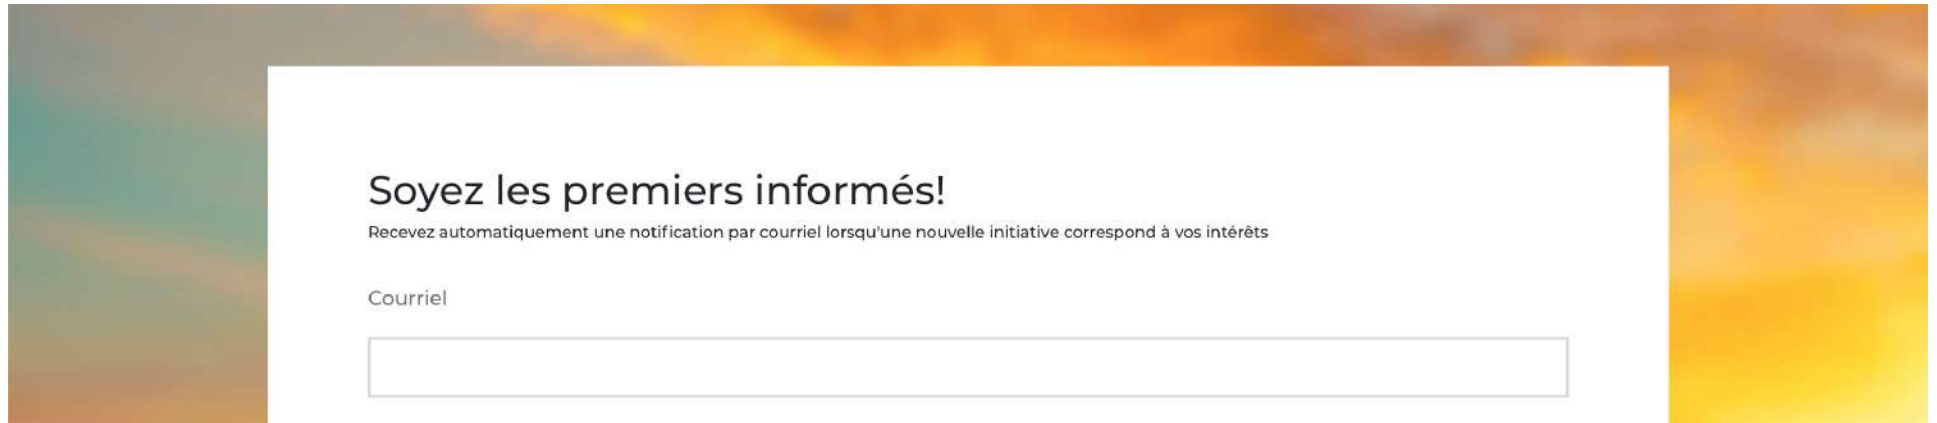 Soyez les premiers informés!
Recevez automatiquement une notification par courriel lorsqu'une nouvelle initiative correspond à vos intérêts
Courriel